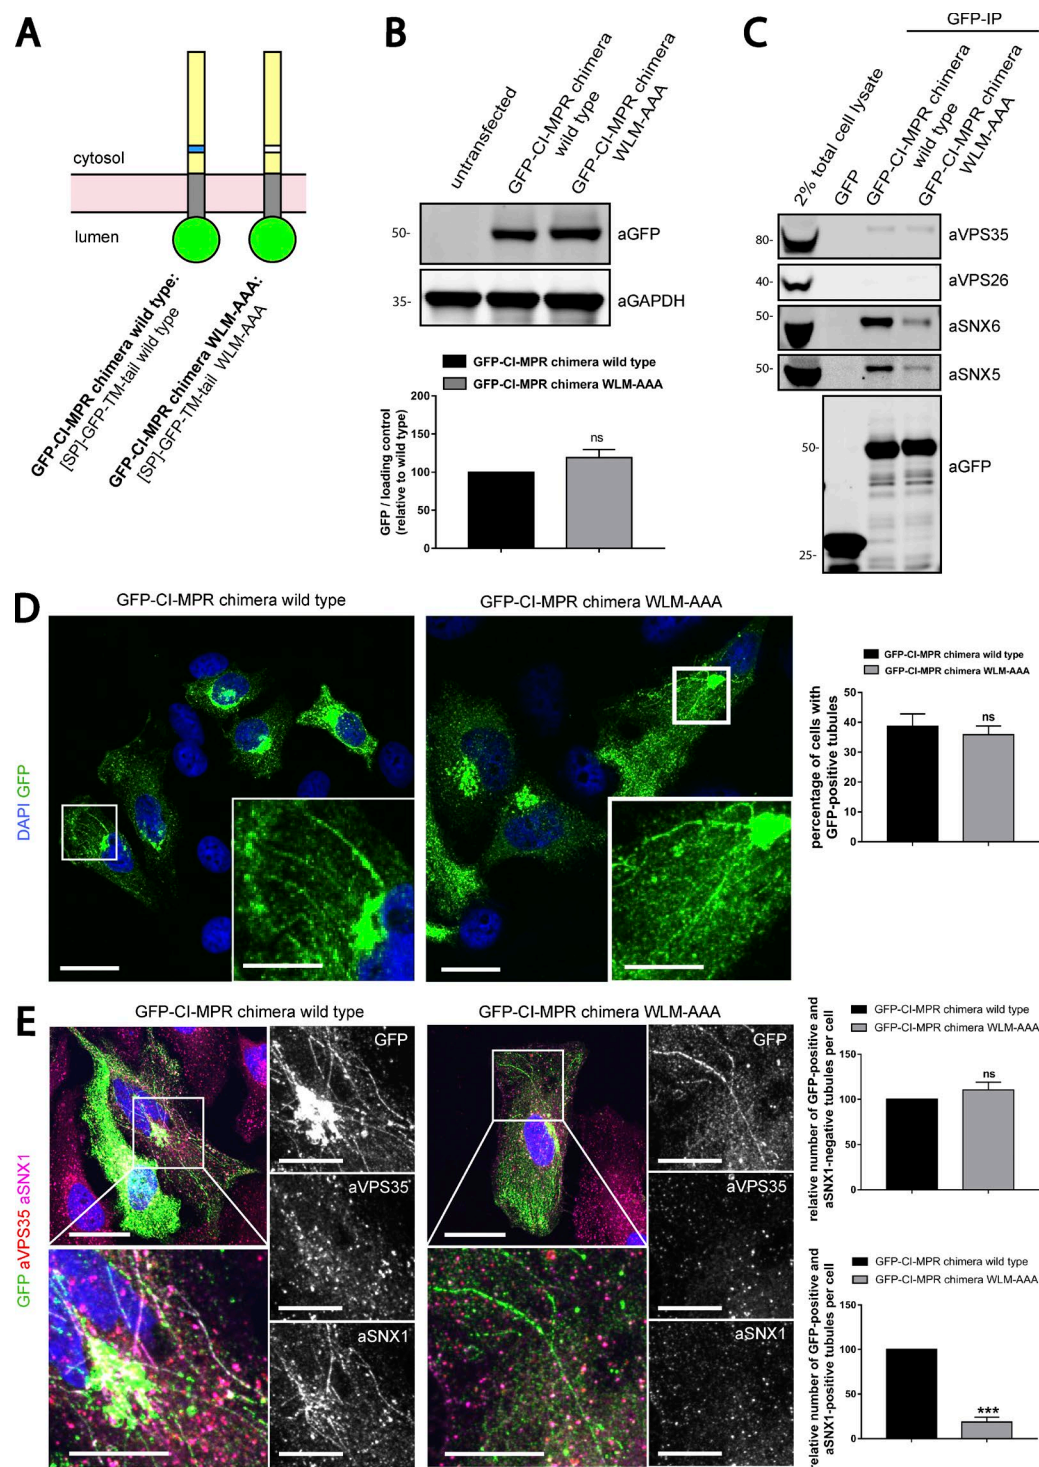 A
cytosol
lumen
GFP-CI-MPR chimera wild type:
[SP]-GFP-TM-tail wild type
GFP-CI-MPR chimera WLM-AAA:
[SP]-GFP-TM-tail WLM-AAA
B
untransfected
GFP-CI-MPR chimera
wild type
GFP-CI-MPR chimera
WLM-AAA
50-
aGFP
35-
aGAPDH
GFP-CI-MPR chimera wild type
GFP-CI-MPR chimera WLM-AAA
GFP / loading control
(relative to wild type)
200
150
100
50
0
ns
C
GFP-IP
2% total cell lysate
GFP
GFP-CI-MPR chimera
wild type
GFP-CI-MPR chimera
WLM-AAA
80-
aVPS35
40-
aVPS26
50-
aSNX6
50-
aSNX5
50-
aGFP
25-
D
GFP-CI-MPR chimera wild type
GFP-CI-MPR chimera WLM-AAA
DAPI GFP
GFP-CI-MPR chimera wild type
GFP-CI-MPR chimera WLM-AAA
percentage of cells with
GFP-positive tubules
50
40
30
20
10
0
ns
E
GFP-CI-MPR chimera wild type
GFP-CI-MPR chimera WLM-AAA
GFP aVPS35 aSNX1
GFP
aVPS35
aSNX1
GFP
aVPS35
aSNX1
GFP-CI-MPR chimera wild type
GFP-CI-MPR chimera WLM-AAA
relative number of GFP-positive and
aSNX1-negative tubules per cell
150
100
50
0
ns
GFP-CI-MPR chimera wild type
GFP-CI-MPR chimera WLM-AAA
relative number of GFP-positive and
aSNX1-positive tubules per cell
150
100
50
0
***